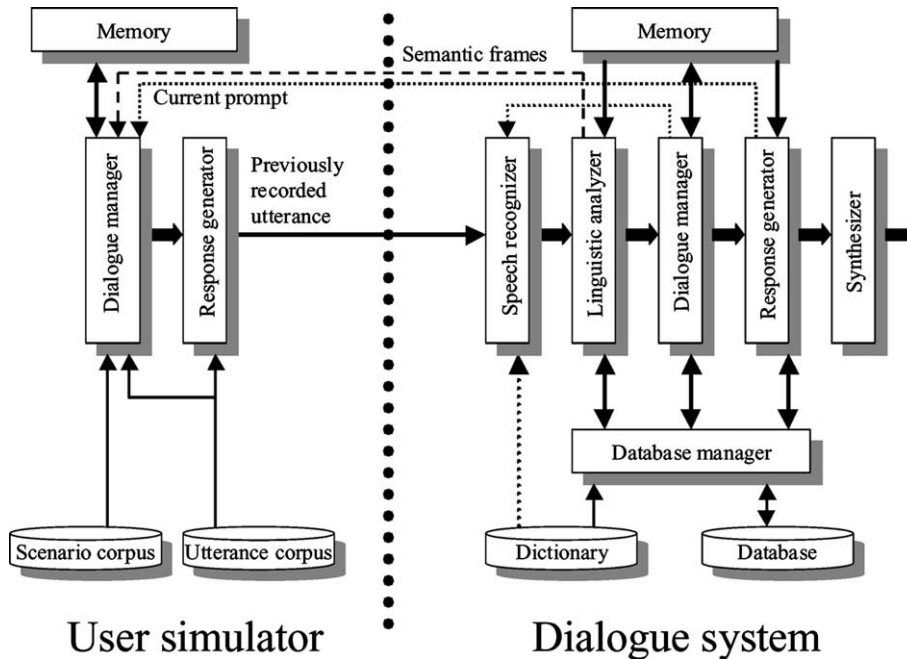 Memory
Memory
Semantic frames
Current prompt
Dialogue manager
Response generator
Previously
recorded
utterance
Speech recognizer
Linguistic analyzer
Dialogue manager
Response generator
Synthesizer
Database manager
Scenario corpus
Utterance corpus
Dictionary
Database
User simulator
Dialogue system